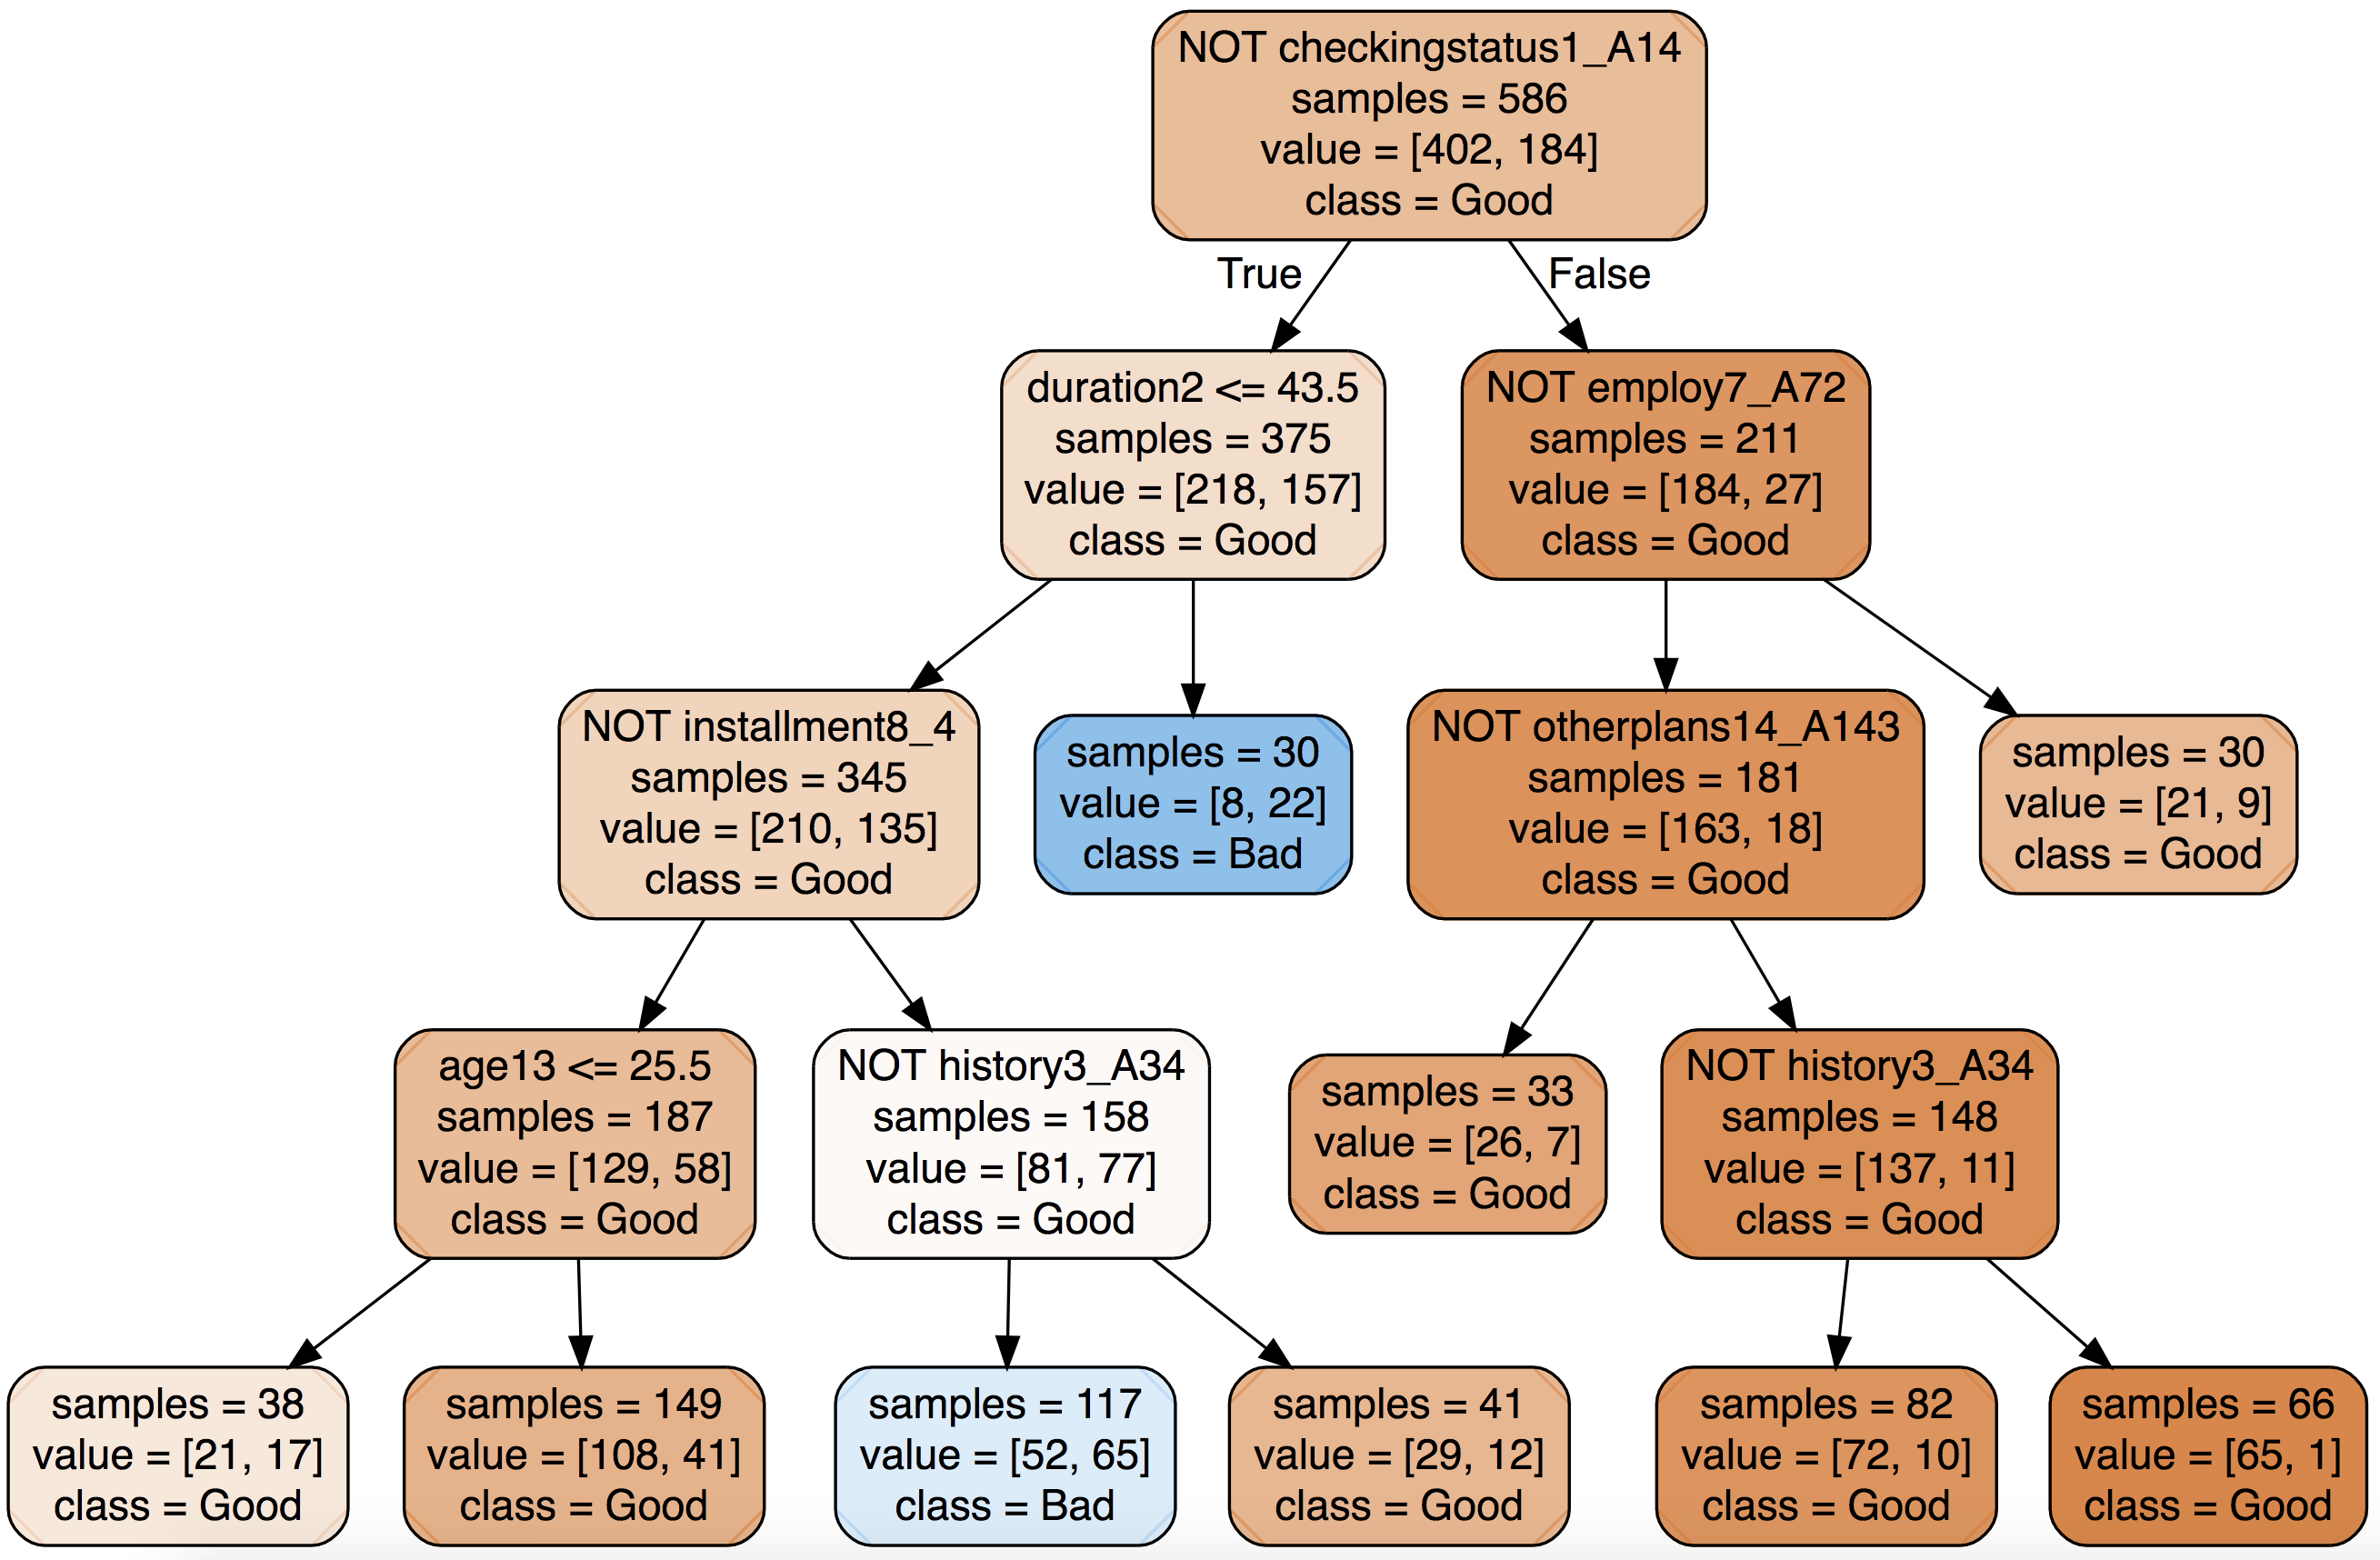 NOT checkingstatus1_A14
samples = 586
value = [402, 184]
class = Good
True
False
duration2 <= 43.5
samples = 375
value = [218, 157]
class = Good
NOT employ7_A72
samples = 211
value = [184, 27]
class = Good
NOT installment8_4
samples = 345
value = [210, 135]
class = Good
samples = 30
value = [8, 22]
class = Bad
NOT otherplans14_A143
samples = 181
value = [163, 18]
class = Good
samples = 30
value = [21, 9]
class = Good
age13 <= 25.5
samples = 187
value = [129, 58]
class = Good
NOT history3_A34
samples = 158
value = [81, 77]
class = Good
samples = 33
value = [26, 7]
class = Good
NOT history3_A34
samples = 148
value = [137, 11]
class = Good
samples = 38
value = [21, 17]
class = Good
samples = 149
value = [108, 41]
class = Good
samples = 117
value = [52, 65]
class = Bad
samples = 41
value = [29, 12]
class = Good
samples = 82
value = [72, 10]
class = Good
samples = 66
value = [65, 1]
class = Good